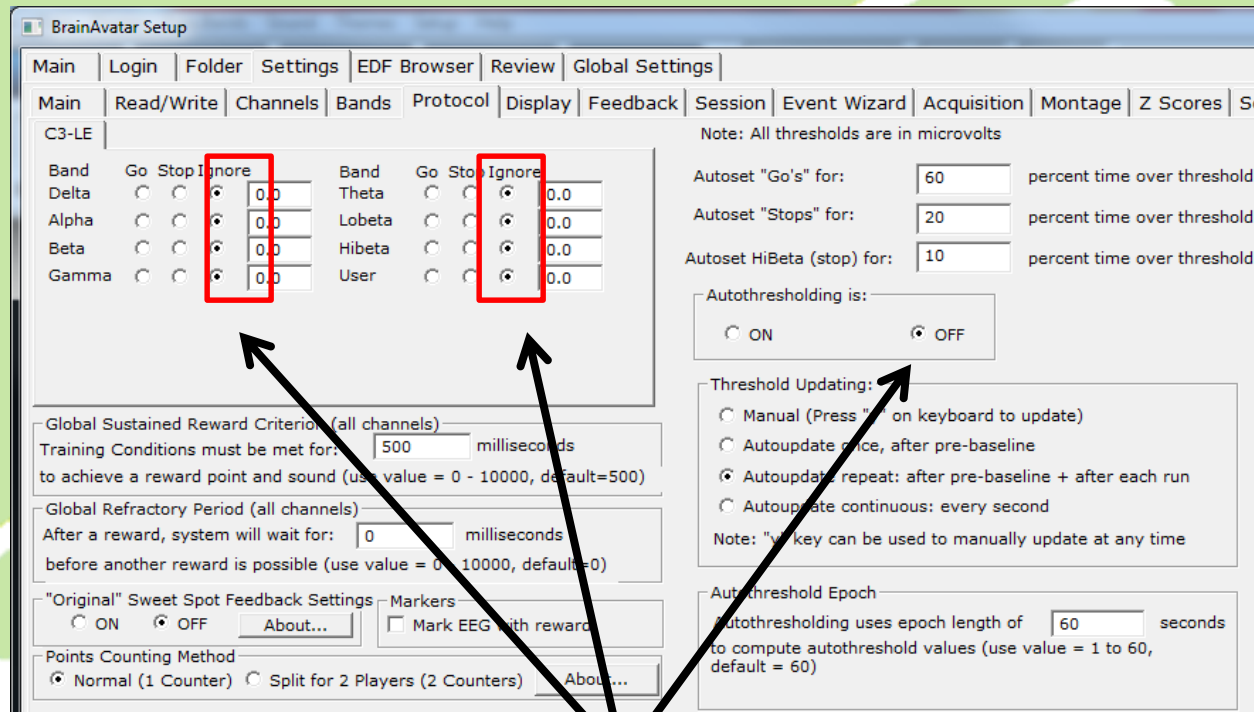 BrainAvatar Setup
Main Login Folder Settings EDF Browser Review Global Settings
Main Read/Write Channels Bands Protocol Display Feedback Session Event Wizard Acquisition Montage Z Scores
C3-LE
Band Go Stop Ignore Band Go Stop Ignore
Delta 0.0 Theta 0.0
Alpha 0.0 Lobeta 0.0
Beta 0.0 Hibeta 0.0
Gamma 0.0 User 0.0
Note: All thresholds are in microvolts
Autoset "Go's" for: 60 percent time over threshold
Autoset "Stops" for: 20 percent time over threshold
Autoset HiBeta (stop) for: 10 percent time over threshold
Autothresholding is:
ON OFF
Threshold Updating:
Manual (Press "y" on keyboard to update)
Autoupdate once, after pre-baseline
Autoupdate repeat: after pre-baseline + after each run
Autoupdate continuous: every second
Note: "y" key can be used to manually update at any time
Global Sustained Reward Criterion (all channels)
Training Conditions must be met for: 500 milliseconds
to achieve a reward point and sound (use value = 0 - 10000, default=500)
Global Refractory Period (all channels)
After a reward, system will wait for: 0 milliseconds
before another reward is possible (use value = 0 - 10000, default=0)
"Original" Sweet Spot Feedback Settings
ON OFF About...
Markers
Mark EEG with reward
Points Counting Method
Normal (1 Counter) Split for 2 Players (2 Counters) About...
Autothreshold Epoch
Autothresholding uses epoch length of 60 seconds
to compute autothreshold values (use value = 1 to 60,
default = 60)